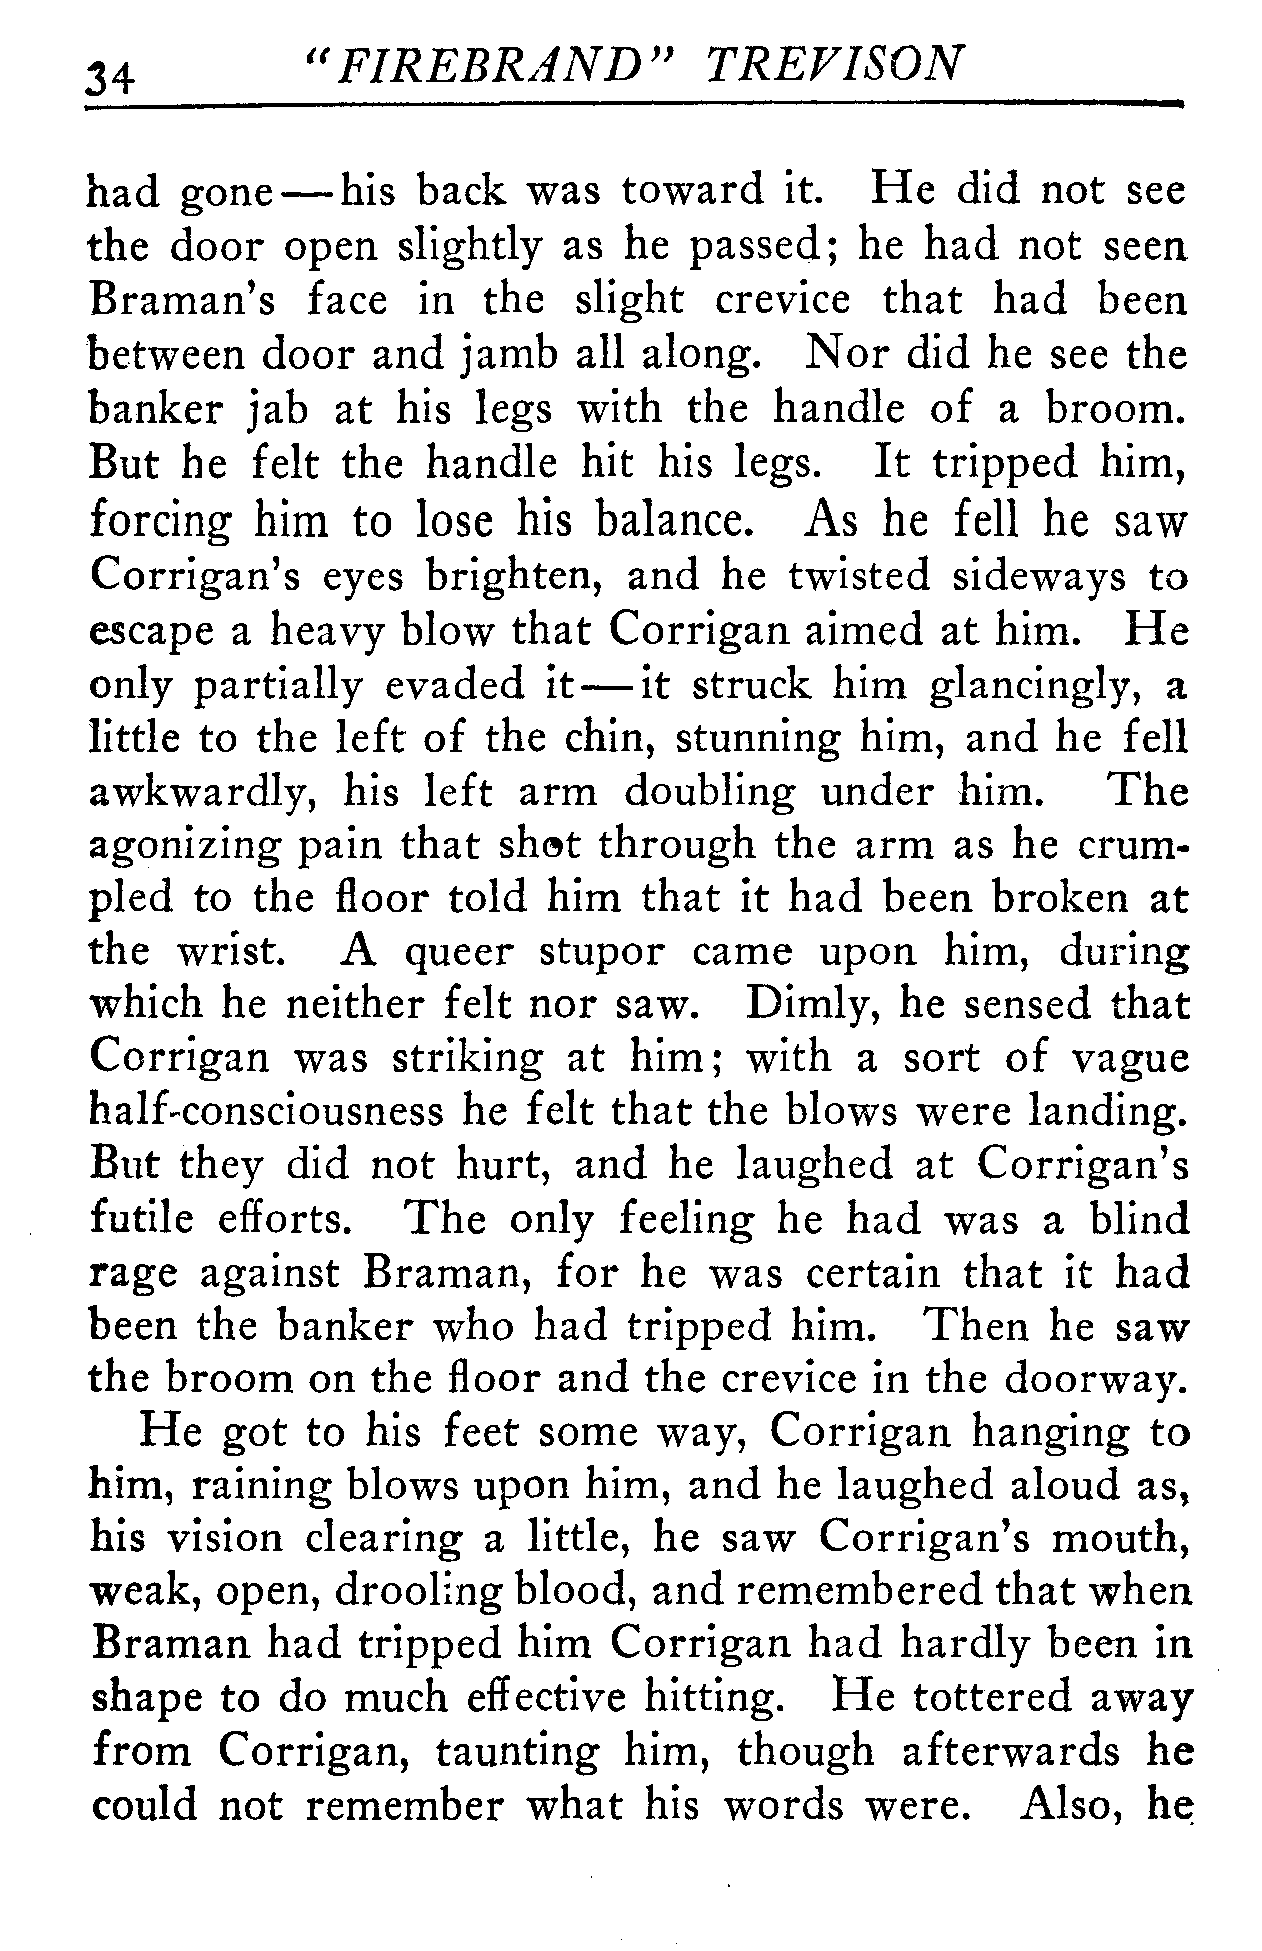 34 "FIREBRAND" TREVISON
had gone—his back was toward it. He did not see
the door open slightly as he passed; he had not seen
Braman's face in the slight crevice that had been
between door and jamb all along. Nor did he see the
banker jab at his legs with the handle of a broom.
But he felt the handle hit his legs. It tripped him,
forcing him to lose his balance. As he fell he saw
Corrigan's eyes brighten, and he twisted sideways to
escape a heavy blow that Corrigan aimed at him. He
only partially evaded it—it struck him glancingly, a
little to the left of the chin, stunning him, and he fell
awkwardly, his left arm doubling under him. The
agonizing pain that shot through the arm as he crum-
pled to the floor told him that it had been broken at
the wrist. A queer stupor came upon him, during
which he neither felt nor saw. Dimly, he sensed that
Corrigan was striking at him; with a sort of vague
half-consciousness he felt that the blows were landing.
But they did not hurt, and he laughed at Corrigan's
futile efforts. The only feeling he had was a blind
rage against Braman, for he was certain that it had
been the banker who had tripped him. Then he saw
the broom on the floor and the crevice in the doorway.
He got to his feet some way, Corrigan hanging to
him, raining blows upon him, and he laughed aloud as,
his vision clearing a little, he saw Corrigan's mouth,
weak, open, drooling blood, and remembered that when
Braman had tripped him Corrigan had hardly been in
shape to do much effective hitting. He tottered away
from Corrigan, taunting him, though afterwards he
could not remember what his words were. Also, he